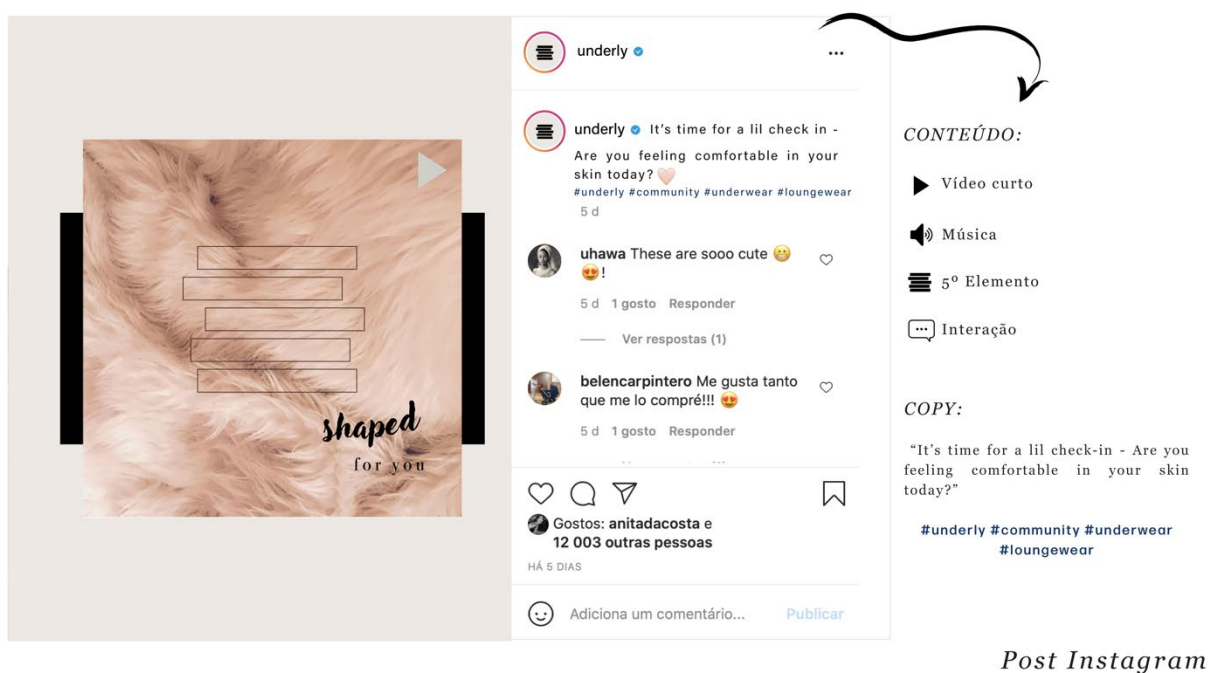 underly
underly It's time for a lil check in -
Are you feeling comfortable in your
skin today?
#underly #community #underwear #loungewear
5 d
uhawa These are sooo cute 😁
😍!
5 d 1 gosto Responder
Ver respostas (1)
belencarpintero Me gusta tanto
que me lo compré!!! 😍
5 d 1 gosto Responder
Gostos: anitadacosta e
12 003 outras pessoas
HÁ 5 DIAS
Adiciona um comentário... Publicar
shaped
for you
CONTEÚDO:
Vídeo curto
Música
5º Elemento
Interação
COPY:
“It’s time for a lil check-in - Are you
feeling comfortable in your skin
today?”
#underly #community #underwear
#loungewear
Post Instagram